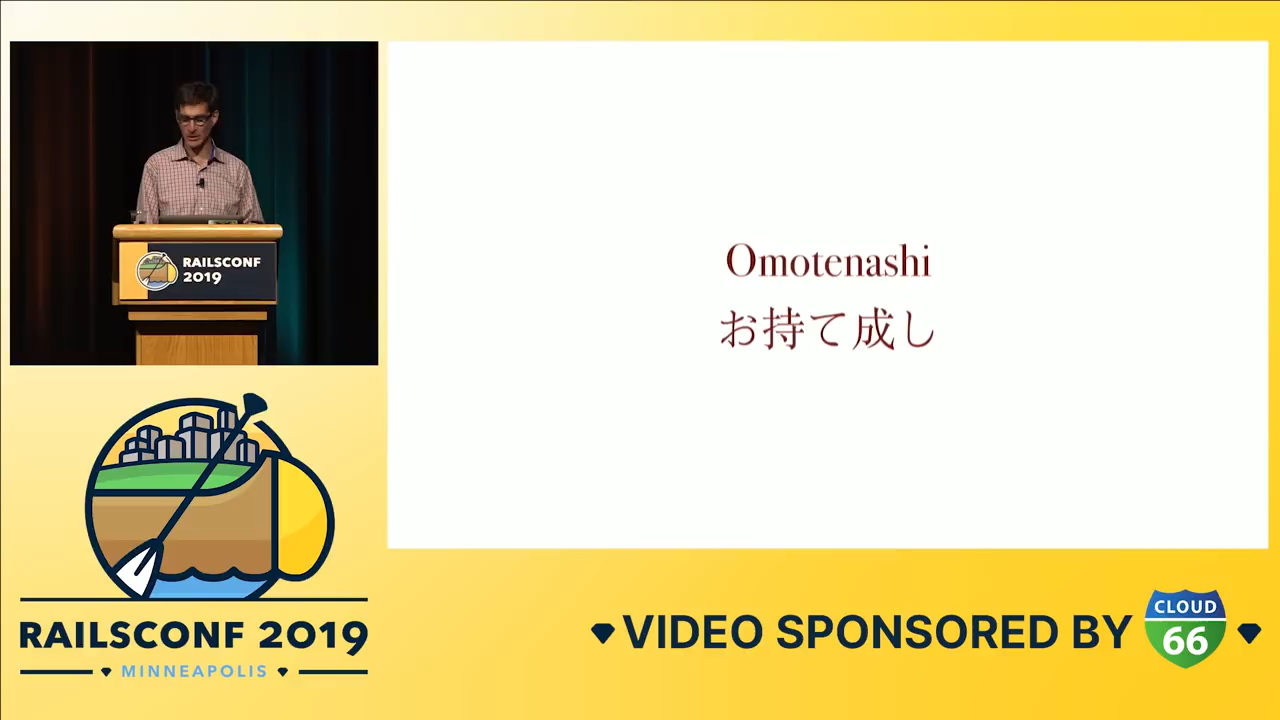 RAILSCONF
2019
Omotenashi
お持て成し
RAILSCONF 2019
MINNEAPOLIS
VIDEO SPONSORED BY
CLOUD
66